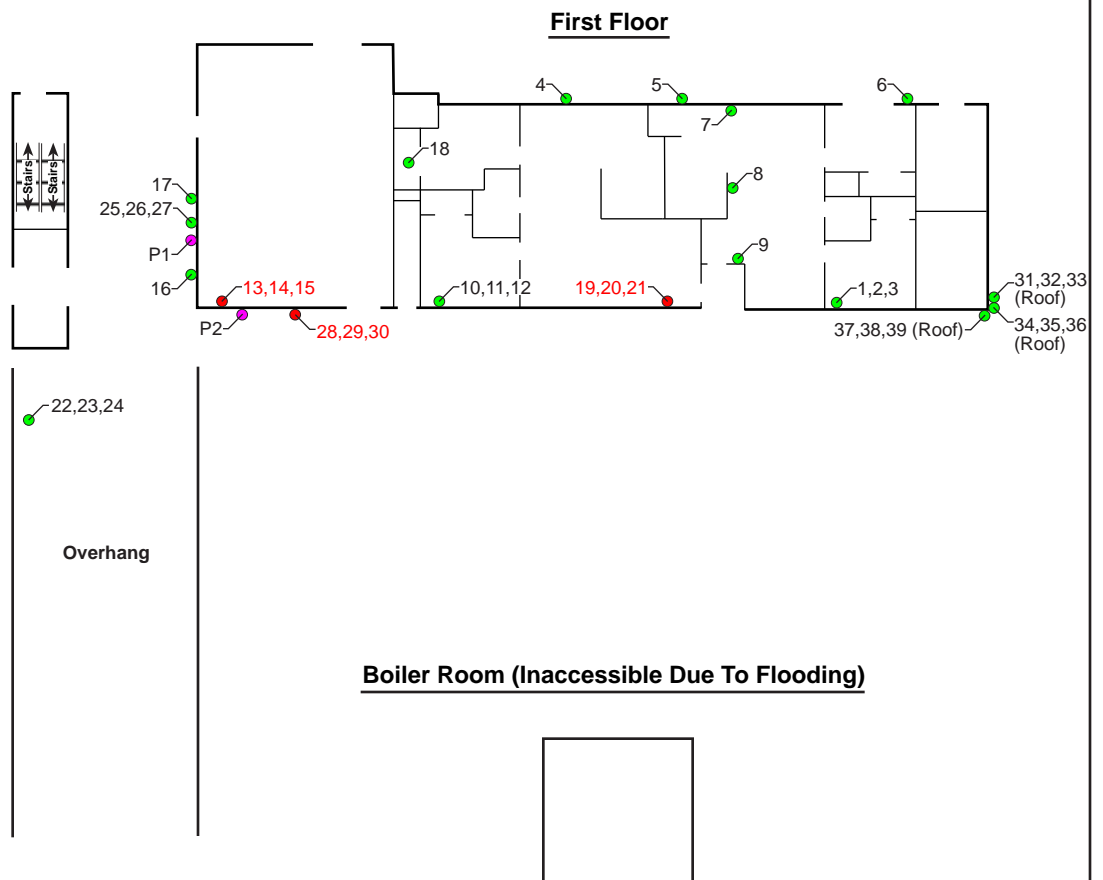 First Floor
4
5
6
7
18
Stairs
Stairs
8
17
25,26,27
P1
9
16
13,14,15
10,11,12
19,20,21
1,2,3
31,32,33
(Roof)
P2
28,29,30
37,38,39 (Roof)
34,35,36
(Roof)
22,23,24
Overhang
Boiler Room (Inaccessible Due To Flooding)